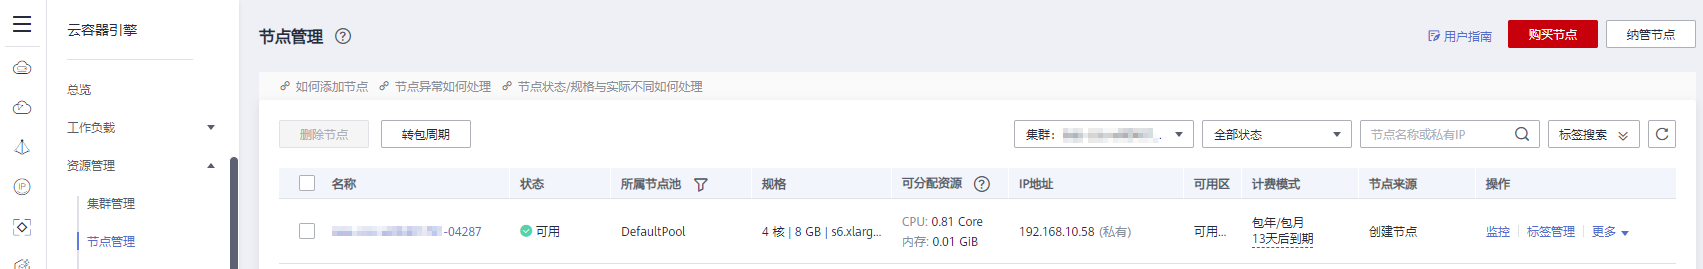 云容器引擎
总览
工作负载
资源管理
集群管理
节点管理
节点管理
用户指南
购买节点
纳管节点
如何添加节点 节点异常如何处理 节点状态/规格与实际不同如何处理
删除节点 转包周期 集群： 全部状态 节点名称或私有IP 标签搜索
名称 状态 所属节点池 规格 可分配资源 IP地址 可用区 计费模式 节点来源 操作
-04287 可用 DefaultPool 4 核 | 8 GB | s6.xlarg... CPU: 0.81 Core 192.168.10.58 (私有) 可用... 包年/包月 创建节点 监控 标签管理 更多
内存: 0.01 GiB 13天后到期